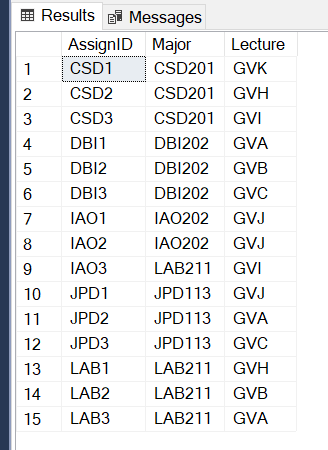 Results Messages
AssignID Major Lecture
1 CSD1 CSD201 GVK
2 CSD2 CSD201 GVH
3 CSD3 CSD201 GVI
4 DBI1 DBI202 GVA
5 DBI2 DBI202 GVB
6 DBI3 DBI202 GVC
7 IAO1 IAO202 GVJ
8 IAO2 IAO202 GVJ
9 IAO3 LAB211 GVI
10 JPD1 JPD113 GVJ
11 JPD2 JPD113 GVA
12 JPD3 JPD113 GVC
13 LAB1 LAB211 GVH
14 LAB2 LAB211 GVB
15 LAB3 LAB211 GVA